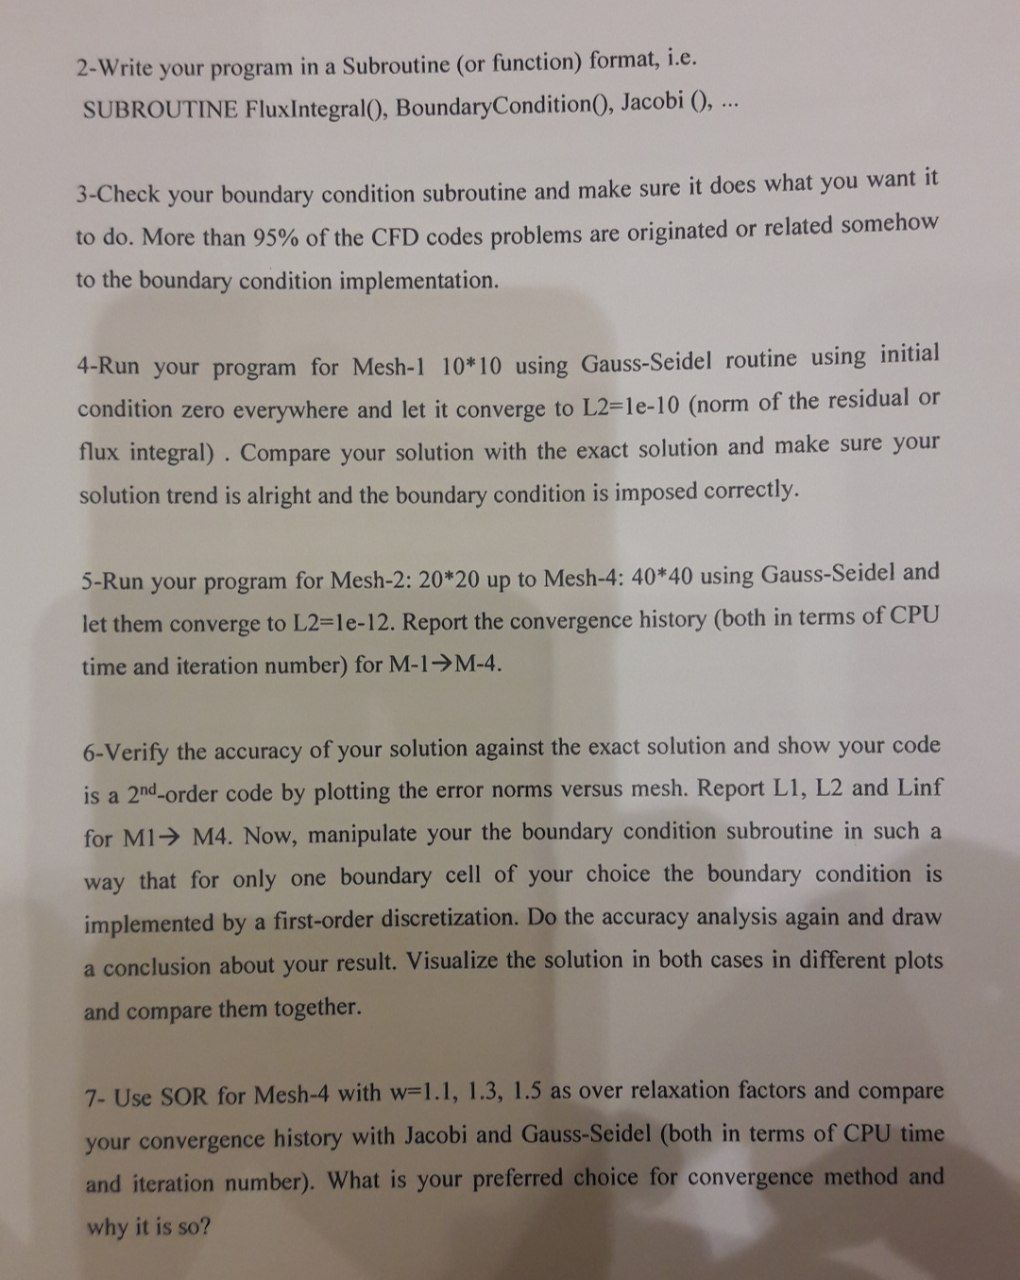 2-Write your program in a Subroutine (or function) format, i.e.
SUBROUTINE FluxIntegral(), BoundaryCondition(), Jacobi (), ...
3-Check your boundary condition subroutine and make sure it does what you want it
to do. More than 95% of the CFD codes problems are originated or related somehow
to the boundary condition implementation.
4-Run your program for Mesh-1 10*10 using Gauss-Seidel routine using initial
condition zero everywhere and let it converge to L2=1e-10 (norm of the residual or
flux integral) . Compare your solution with the exact solution and make sure your
solution trend is alright and the boundary condition is imposed correctly.
5-Run your program for Mesh-2: 20*20 up to Mesh-4: 40*40 using Gauss-Seidel and
let them converge to L2=1e-12. Report the convergence history (both in terms of CPU
time and iteration number) for M-1→M-4.
6-Verify the accuracy of your solution against the exact solution and show your code
is a 2nd-order code by plotting the error norms versus mesh. Report L1, L2 and Linf
for M1→ M4. Now, manipulate your the boundary condition subroutine in such a
way that for only one boundary cell of your choice the boundary condition is
implemented by a first-order discretization. Do the accuracy analysis again and draw
a conclusion about your result. Visualize the solution in both cases in different plots
and compare them together.
7- Use SOR for Mesh-4 with w=1.1, 1.3, 1.5 as over relaxation factors and compare
your convergence history with Jacobi and Gauss-Seidel (both in terms of CPU time
and iteration number). What is your preferred choice for convergence method and
why it is so?